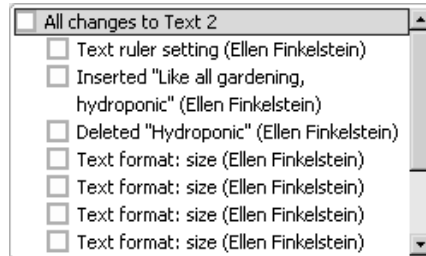 All changes to Text 2
Text ruler setting (Ellen Finkelstein)
Inserted "Like all gardening,
hydroponic" (Ellen Finkelstein)
Deleted "Hydroponic" (Ellen Finkelstein)
Text format: size (Ellen Finkelstein)
Text format: size (Ellen Finkelstein)
Text format: size (Ellen Finkelstein)
Text format: size (Ellen Finkelstein)